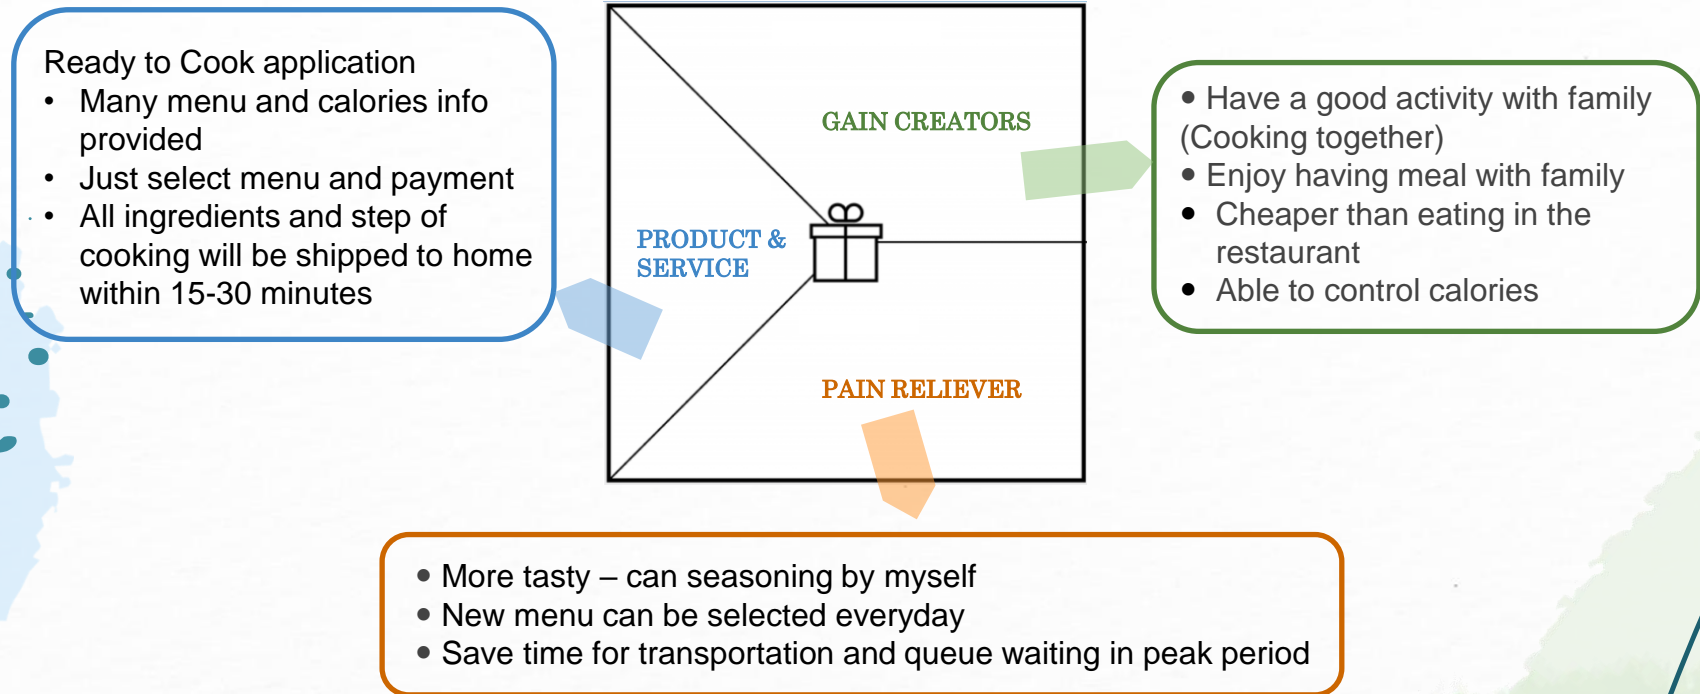 Ready to Cook application
• Many menu and calories info
provided
• Just select menu and payment
• All ingredients and step of
cooking will be shipped to home
within 15-30 minutes
PRODUCT &
SERVICE
GAIN CREATORS
PAIN RELIEVER
• Have a good activity with family
(Cooking together)
• Enjoy having meal with family
• Cheaper than eating in the
restaurant
• Able to control calories
• More tasty – can seasoning by myself
• New menu can be selected everyday
• Save time for transportation and queue waiting in peak period